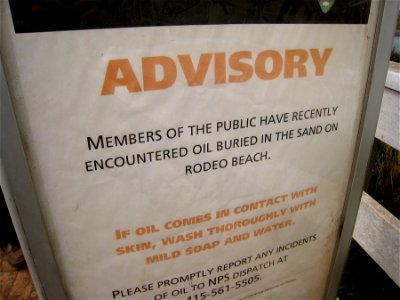 ADVISORY
MEMBERS OF THE PUBLIC HAVE RECENTLY
ENCOUNTERED OIL BURIED IN THE SAND ON
RODEO BEACH.
IF OIL COMES IN CONTACT WITH
SKIN, WASH THOROUGHLY WITH
MILD SOAP AND WATER.
PLEASE PROMPTLY REPORT ANY INCIDENTS
OF OIL TO NPS DISPATCH AT
415-561-5505.